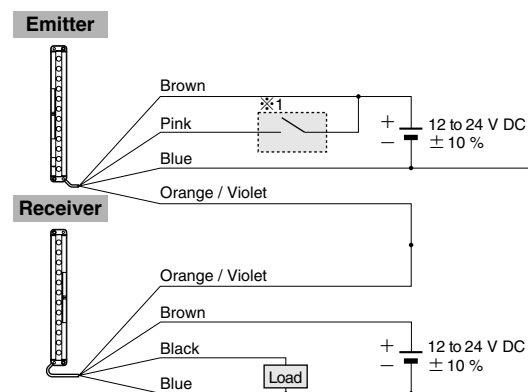 Emitter
Brown
※1
Pink
+
−
12 to 24 V DC
± 10 %
Blue
Orange / Violet
Receiver
Orange / Violet
Brown
Black
+
−
12 to 24 V DC
± 10 %
Load
Blue